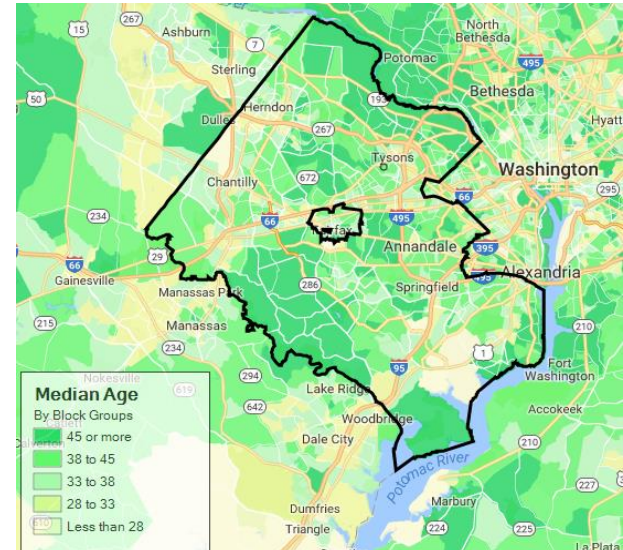 267
Ashburn
15
7
Sterling
North
Bethesda
Potomac
495
Bethesda
50
193
Herndon
Dulles
267
Hyatt
Tysons
Washington
672
Chantilly
295
66
234
66
495
Annandale
395
29
66
Gainesville
286
Springfield
495
Alexandria
Manassas Park
215
Manassas
234
1
210
95
Fort
Washington
294
Nokesville
619
Lake Ridge
642
Accokeek
Woodbridge
Dale City
210
227
Potomac River
Dumfries
Marbury
Triangle
224
225
La Plata
Median Age
By Block Groups
45 or more
38 to 45
33 to 38
28 to 33
Less than 28